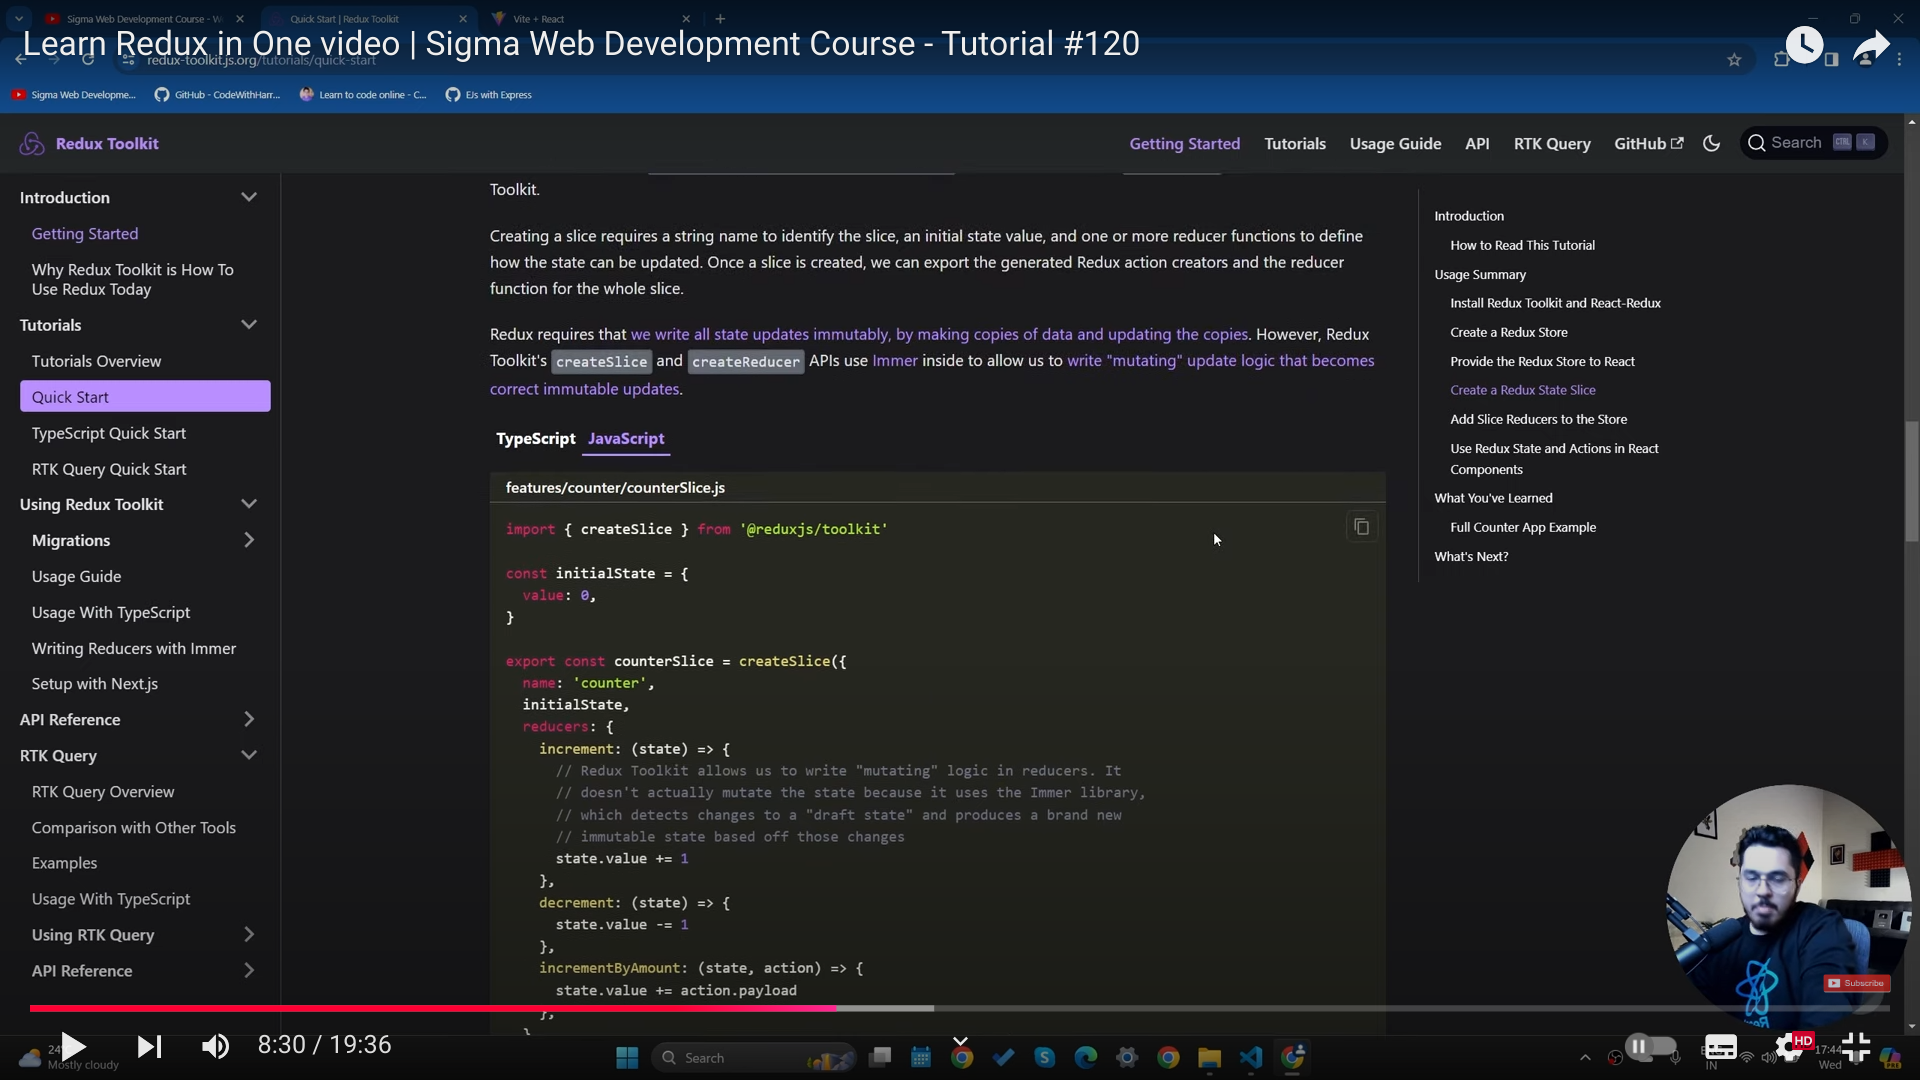 Sigma Web Development Course - W
Quick Start | Redux Toolkit
Vite + React
Learn Redux in One video | Sigma Web Development Course - Tutorial #120
redux-toolkit.js.org/tutorials/quick-start
Sigma Web Developme...
GitHub - CodeWithHarr...
Learn to code online - C...
EJs with Express
Redux Toolkit
Getting Started
Tutorials
Usage Guide
API
RTK Query
GitHub
Search
CTRL
K
Introduction
Getting Started
Why Redux Toolkit is How To
Use Redux Today
Tutorials
Tutorials Overview
Quick Start
TypeScript Quick Start
RTK Query Quick Start
Using Redux Toolkit
Migrations
Usage Guide
Usage With TypeScript
Writing Reducers with Immer
Setup with Next.js
API Reference
RTK Query
RTK Query Overview
Comparison with Other Tools
Examples
Usage With TypeScript
Using RTK Query
API Reference
Toolkit.
Creating a slice requires a string name to identify the slice, an initial state value, and one or more reducer functions to define
how the state can be updated. Once a slice is created, we can export the generated Redux action creators and the reducer
function for the whole slice.
Redux requires that we write all state updates immutably, by making copies of data and updating the copies. However, Redux
Toolkit's createSlice and createReducer APIs use Immer inside to allow us to write "mutating" update logic that becomes
correct immutable updates.
TypeScript
JavaScript
features/counter/counterSlice.js
import { createSlice } from '@reduxjs/toolkit'
const initialState = {
value: 0,
}
export const counterSlice = createSlice({
name: 'counter',
initialState,
reducers: {
increment: (state) => {
// Redux Toolkit allows us to write "mutating" logic in reducers. It
// doesn't actually mutate the state because it uses the Immer library,
// which detects changes to a "draft state" and produces a brand new
// immutable state based off those changes
state.value += 1
},
decrement: (state) => {
state.value -= 1
},
incrementByAmount: (state, action) => {
state.value += action.payload
},
Introduction
How to Read This Tutorial
Usage Summary
Install Redux Toolkit and React-Redux
Create a Redux Store
Provide the Redux Store to React
Create a Redux State Slice
Add Slice Reducers to the Store
Use Redux State and Actions in React
Components
What You've Learned
Full Counter App Example
What's Next?
Subscribe
8:30 / 19:36
Mostly cloudy
Search
HD
IN
17:44
Wed